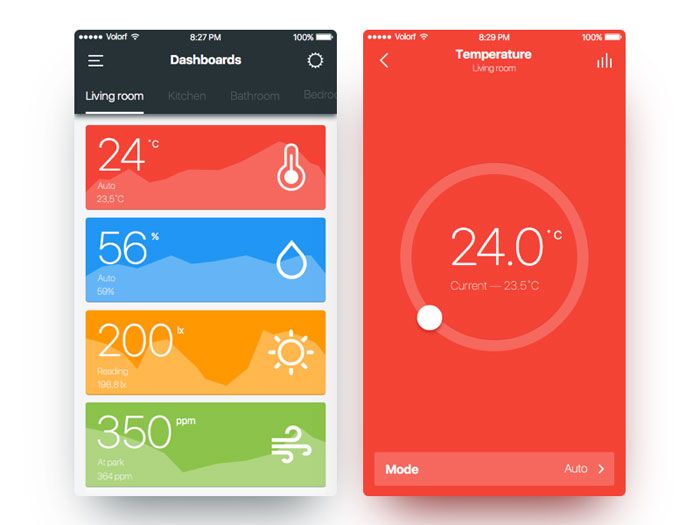 Volorf
8:27 PM
100%
Dashboards
Living room
Kitchen
Bathroom
Bedroo
24 °C
Auto
23,5°C
56 %
Auto
59%
200 lx
Reading
198.8 lx
350 ppm
At park
364 ppm
Volorf
8:29 PM
100%
Temperature
Living room
24.0 °C
Current — 23.5°C
Mode
Auto